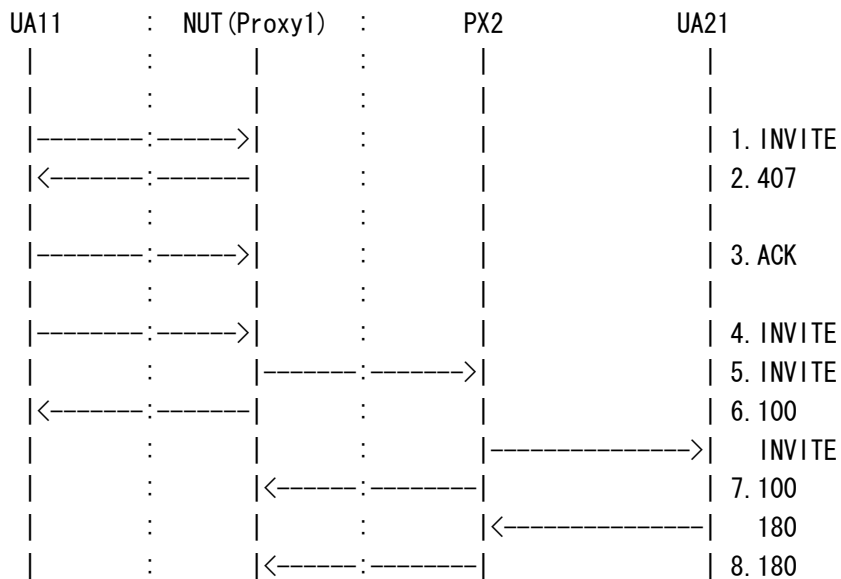 UA11 : NUT(Proxy1) : PX2 UA21
| : | : | |
| : | : | |
|--------:------>| : | | 1. INVITE
|<-------:-------| : | | 2. 407
| : | : | |
|--------:------>| : | | 3. ACK
| : | : | |
|--------:------>| : | | 4. INVITE
| : |------:------->| | 5. INVITE
|<-------:-------| : | | 6. 100
| : | : |--------------->| INVITE
| : |<------:--------| | 7. 100
| : | : |<---------------| 180
| : |<------:--------| | 8. 180